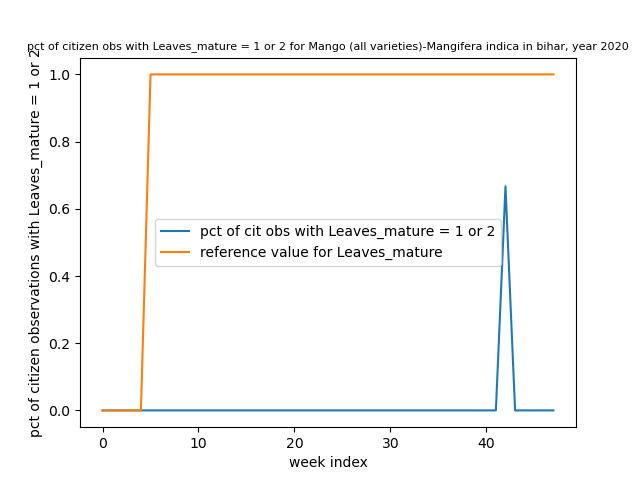 pct of citizen obs with Leaves_mature = 1 or 2 for Mango (all varieties)-Mangifera indica in bihar, year 2020
pct of citizen observations with Leaves_mature = 1 or 2
1.0
0.8
0.6
0.4
0.2
0.0
pct of cit obs with Leaves_mature = 1 or 2
reference value for Leaves_mature
0 10 20 30 40
week index